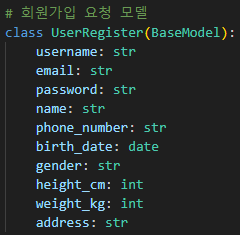 # 회원가입 요청 모델
class UserRegister(BaseModel):
    username: str
    email: str
    password: str
    name: str
    phone_number: str
    birth_date: date
    gender: str
    height_cm: int
    weight_kg: int
    address: str